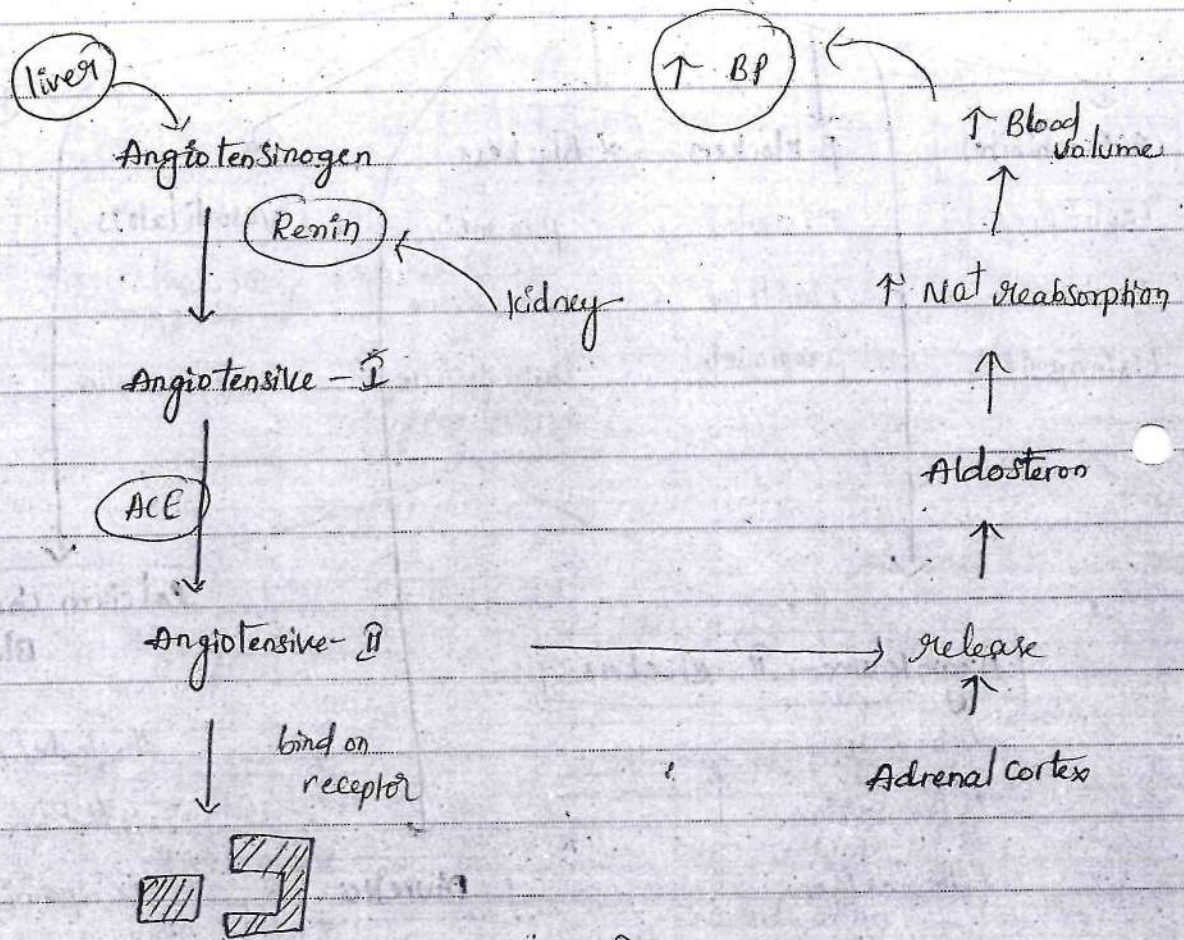 liver
Angiotensinogen
Renin
kidney
Angiotensive - I
ACE
Angiotensive - II
bind on
receptor
↑ BP
↑ Blood
volume
↑ Na+ reabsorption
Aldosteron
release
Adrenal cortex